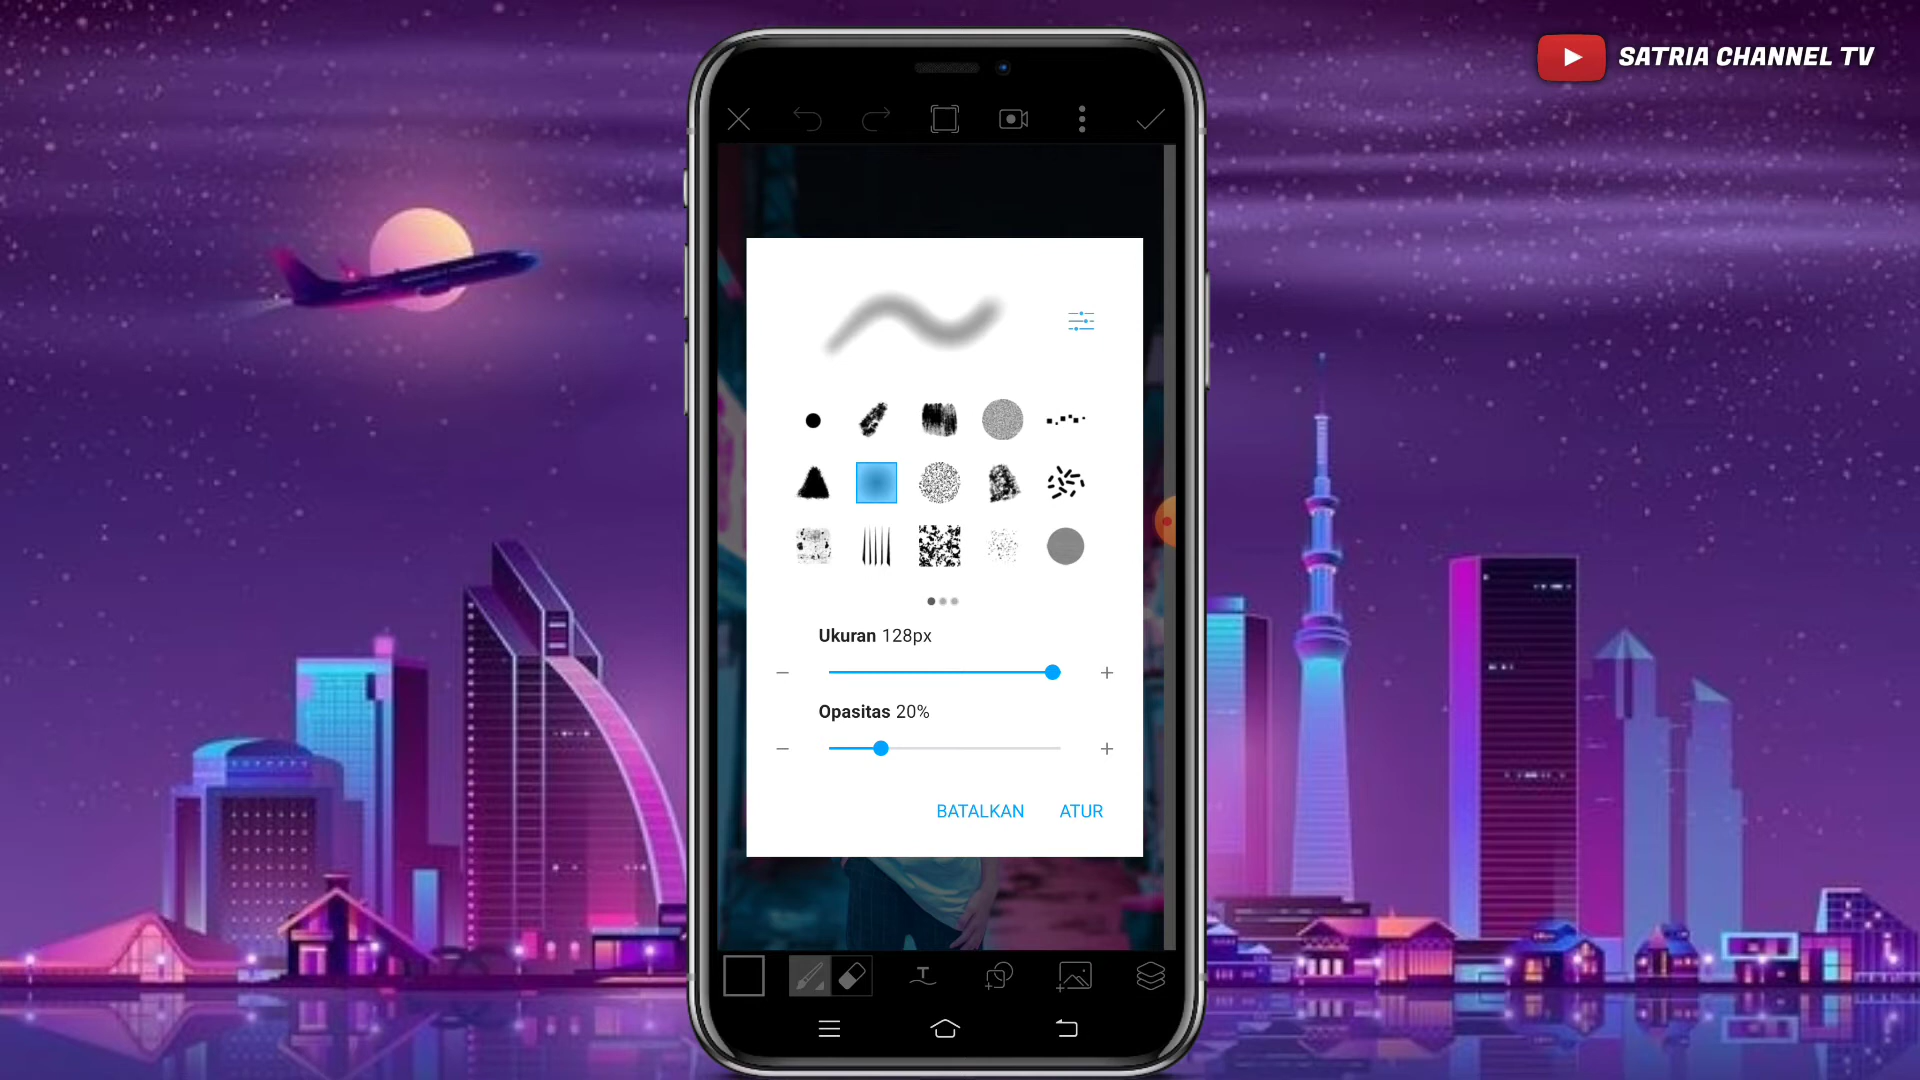 SATRIA CHANNEL TV
Ukuran 128px
Opasitas 20%
BATALKAN
ATUR